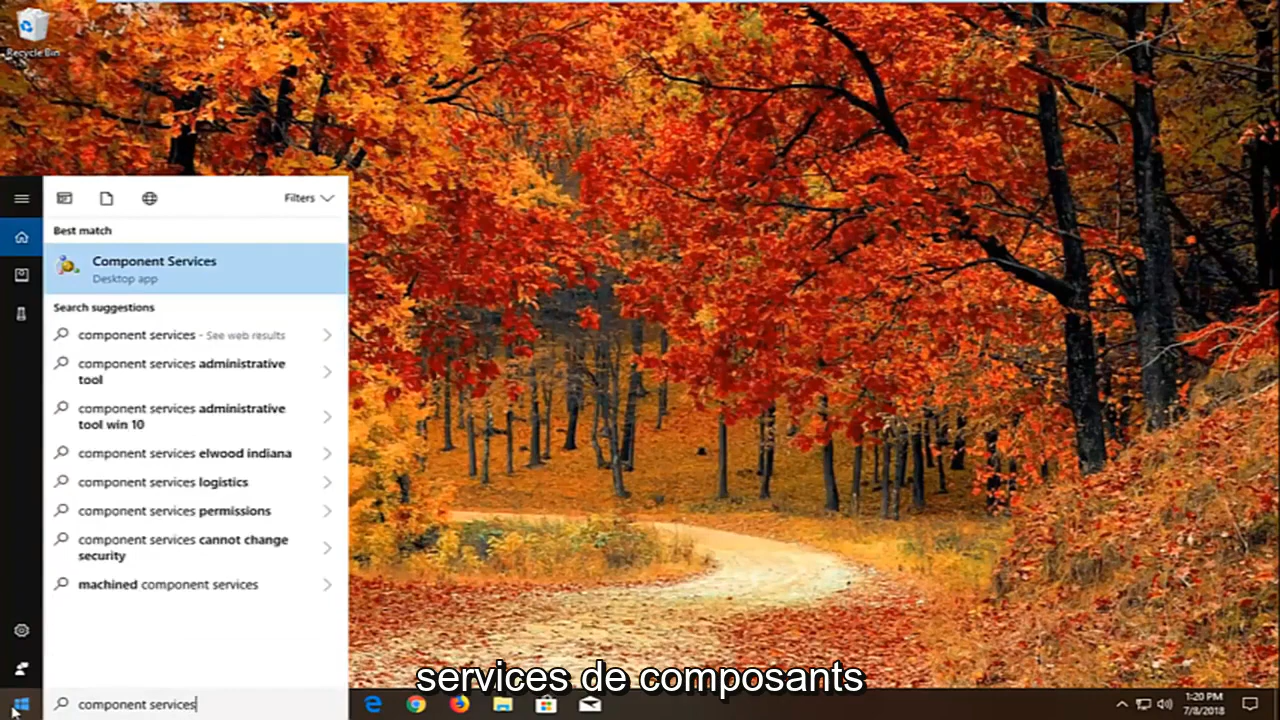 Recycle Bin
Filters
Best match
Component Services
Desktop app
Search suggestions
component services - See web results
component services administrative
tool
component services administrative
tool win 10
component services elwood indiana
component services logistics
component services permissions
component services cannot change
security
machined component services
services de composants
component services
1:20 PM
7/8/2018